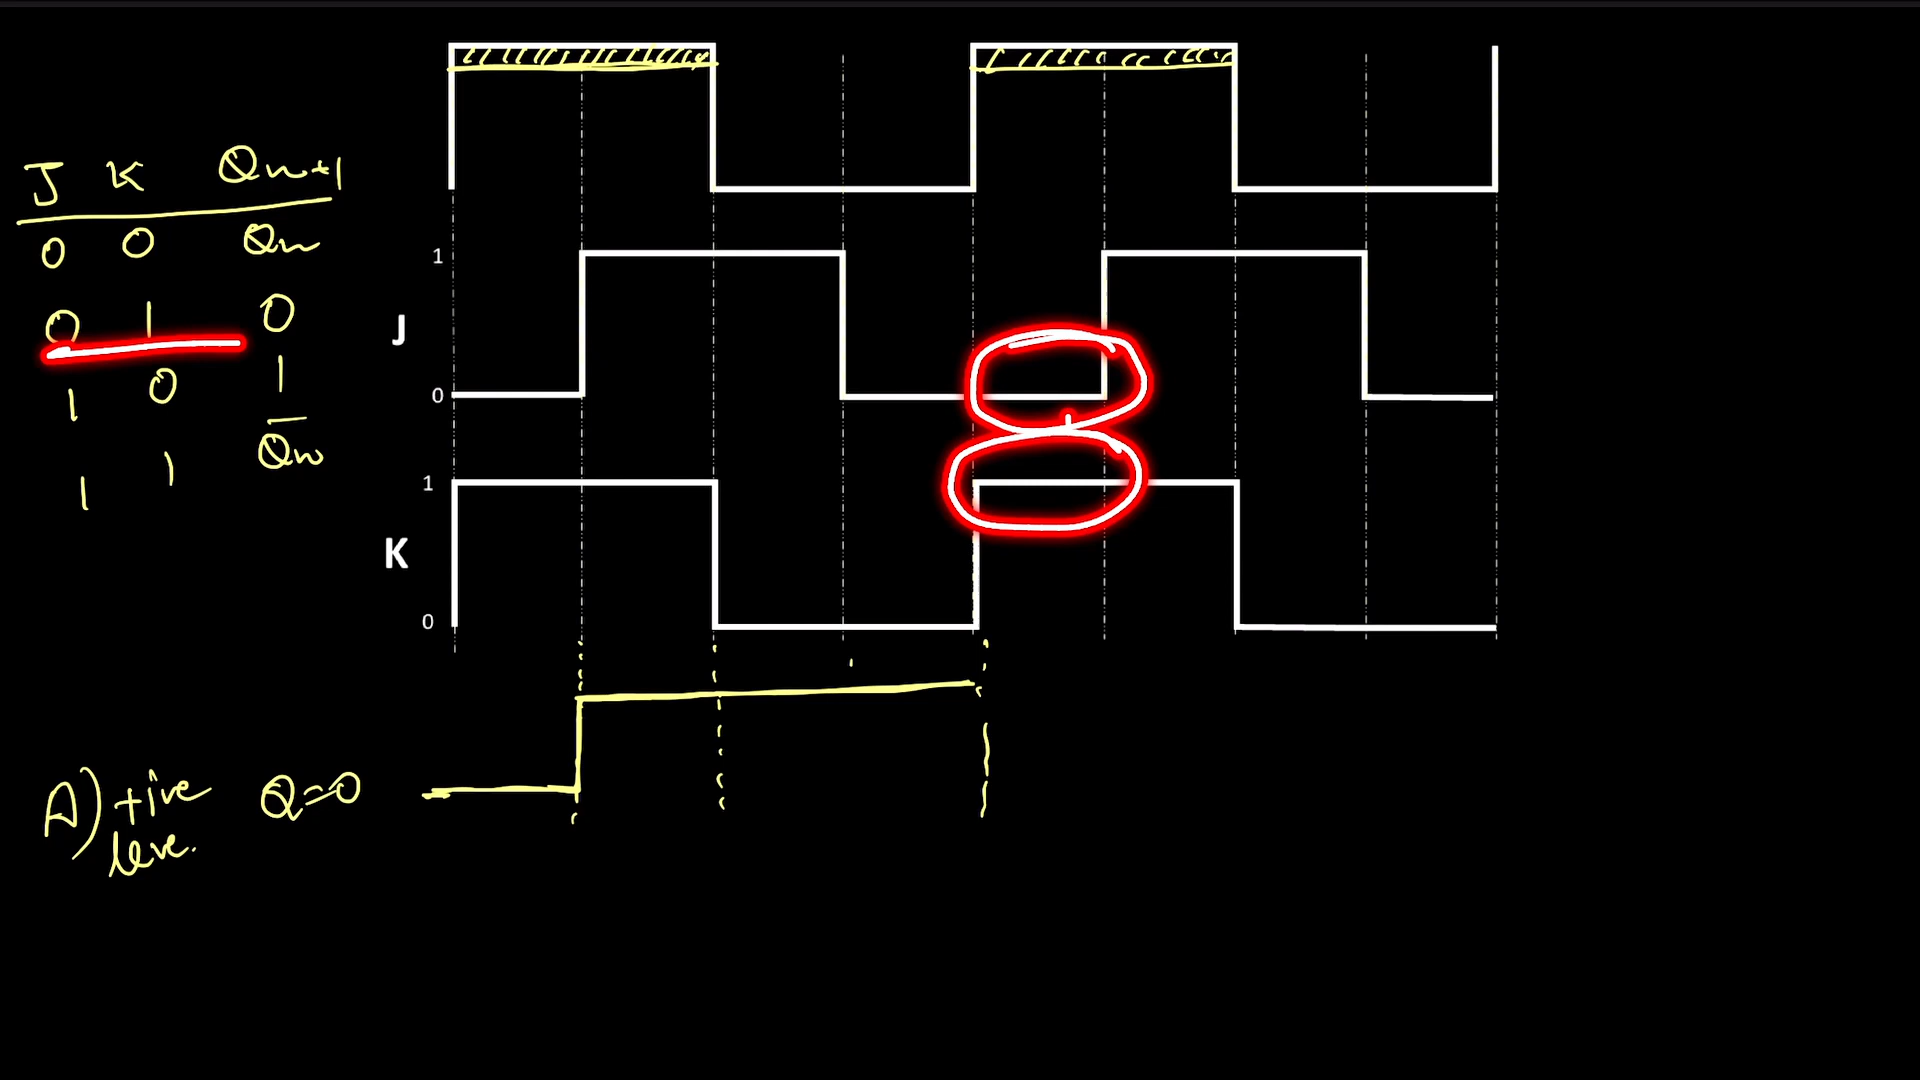 J K Qn+1
0 0 Qn
0 1 0
1 0 1
1 1 Q̅n
1
J
0
1
K
0
A) +ive Q=0
leve.